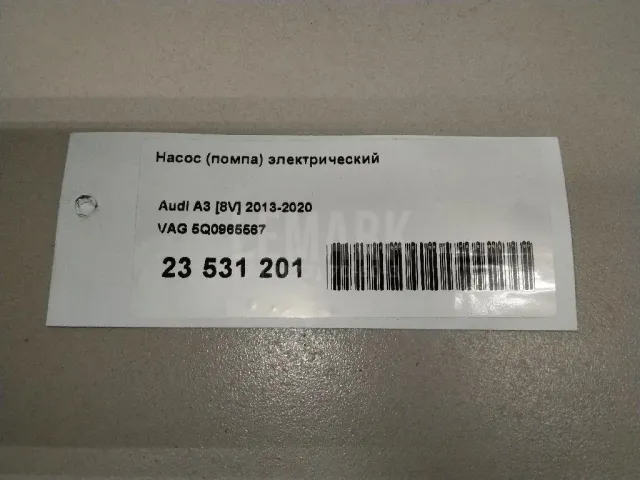 Насос (помпа) электрический
Audi A3 [8V] 2013-2020
VAG 5Q0965567
23 531 201